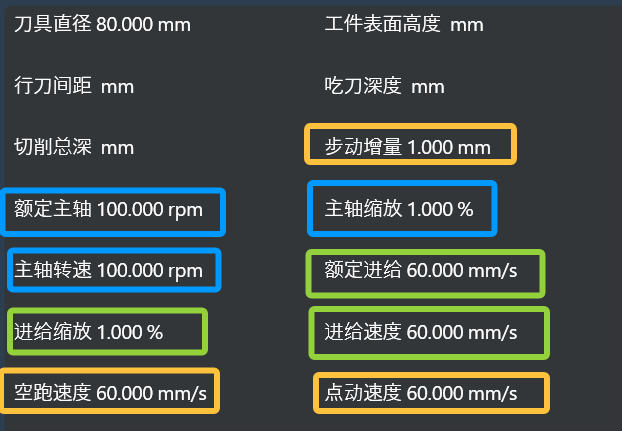 刀具直径 80.000 mm
工件表面高度 mm
行刀间距 mm
吃刀深度 mm
切削总深 mm
步动增量 1.000 mm
额定主轴 100.000 rpm
主轴缩放 1.000 %
主轴转速 100.000 rpm
额定进给 60.000 mm/s
进给缩放 1.000 %
进给速度 60.000 mm/s
空跑速度 60.000 mm/s
点动速度 60.000 mm/s